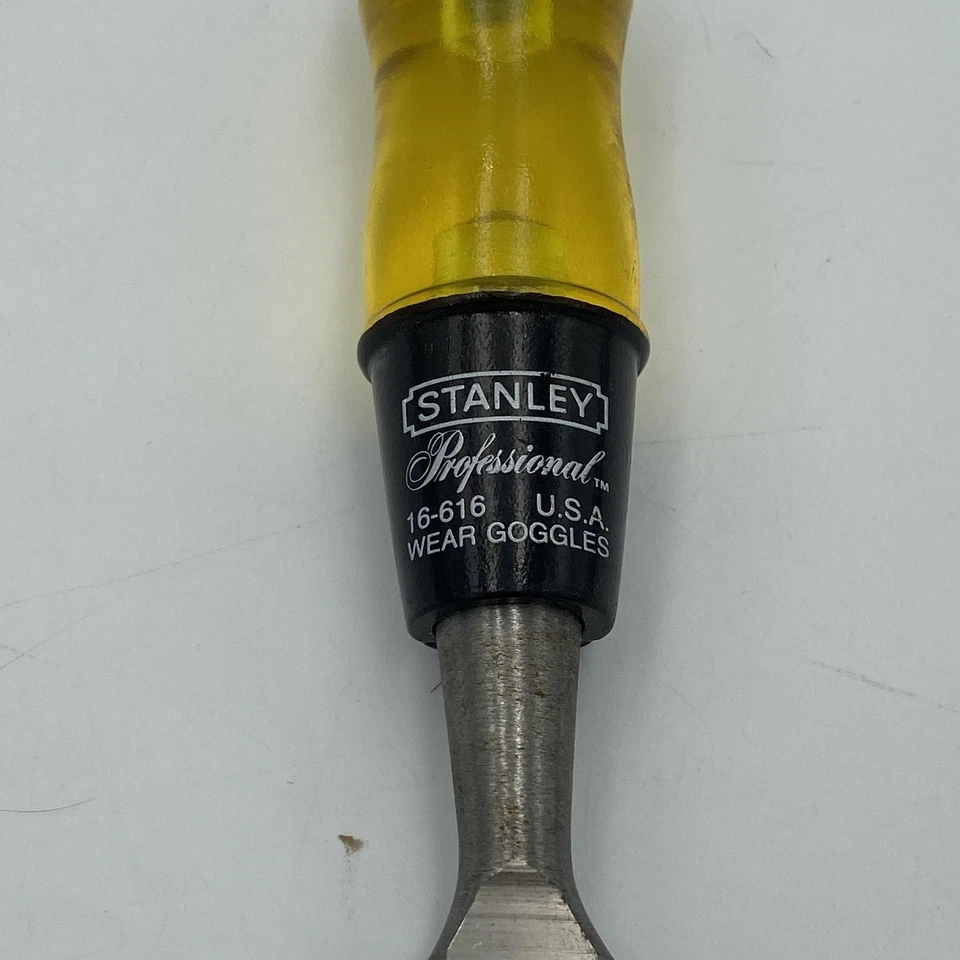 STANLEY
Professional™
16-616 U.S.A.
WEAR GOGGLES